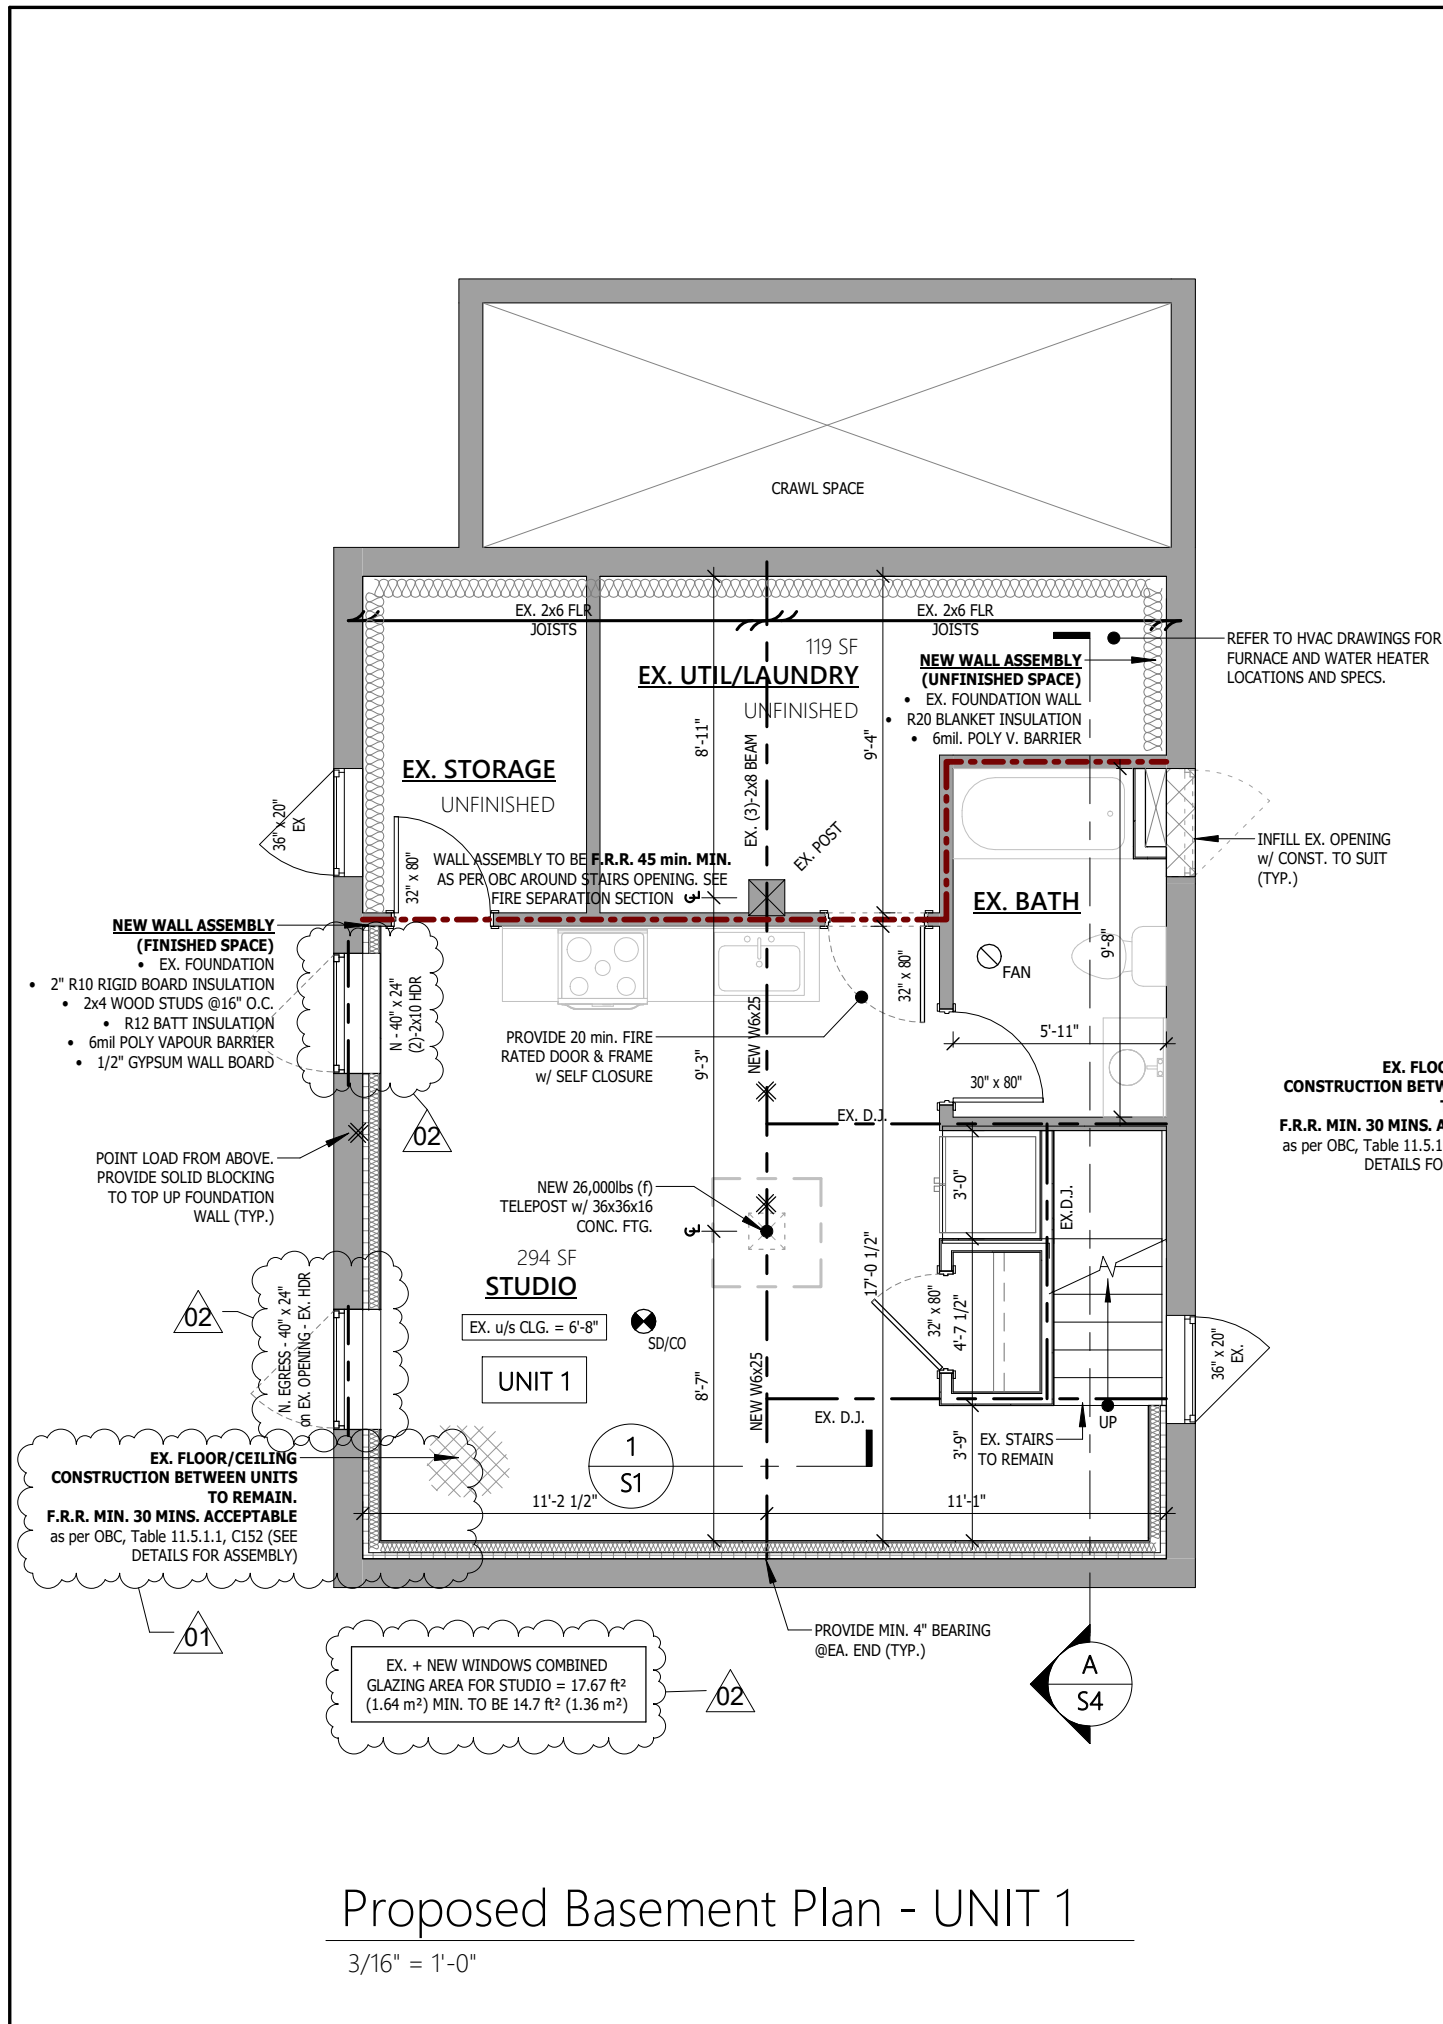 CRAWL SPACE
EX. 2x6 FLR
JOISTS
EX. 2x6 FLR
JOISTS
119 SF
EX. UTIL/LAUNDRY
UNFINISHED
NEW WALL ASSEMBLY
(UNFINISHED SPACE)
• EX. FOUNDATION WALL
• R20 BLANKET INSULATION
• 6mil. POLY V. BARRIER
REFER TO HVAC DRAWINGS FOR
FURNACE AND WATER HEATER
LOCATIONS AND SPECS.
8'-11"
9'-4"
EX. (3)-2x8 BEAM
EX. POST
EX. STORAGE
UNFINISHED
36" x 20"
EX
32" x 80"
WALL ASSEMBLY TO BE F.R.R. 45 min. MIN.
AS PER OBC AROUND STAIRS OPENING. SEE
FIRE SEPARATION SECTION
INFILL EX. OPENING
w/ CONST. TO SUIT
(TYP.)
EX. BATH
FAN
9'-8"
5'-11"
30" x 80"
32" x 80"
NEW WALL ASSEMBLY
(FINISHED SPACE)
• EX. FOUNDATION
• 2" R10 RIGID BOARD INSULATION
• 2x4 WOOD STUDS @16" O.C.
• R12 BATT INSULATION
• 6mil POLY VAPOUR BARRIER
• 1/2" GYPSUM WALL BOARD
N - 40" x 24"
(2)-2x10 HDR
02
PROVIDE 20 min. FIRE
RATED DOOR & FRAME
w/ SELF CLOSURE
9'-3"
NEW W6x25
EX. D.J.
EX. FLOO
CONSTRUCTION BETW
F.R.R. MIN. 30 MINS. A
as per OBC, Table 11.5.1
DETAILS FO
POINT LOAD FROM ABOVE.
PROVIDE SOLID BLOCKING
TO TOP UP FOUNDATION
WALL (TYP.)
NEW 26,000lbs (f)
TELEPOST w/ 36x36x16
CONC. FTG.
3'-0"
EX.D.J.
17'-0 1/2"
294 SF
STUDIO
EX. u/s CLG. = 6'-8"
UNIT 1
SD/CO
32" x 80"
4'-7 1/2"
02
N. EGRESS - 40" x 24"
on EX. OPENING - EX. HDR
36" x 20"
EX.
8'-7"
NEW W6x25
EX. D.J.
UP
3'-9"
EX. STAIRS
TO REMAIN
1
S1
EX. FLOOR/CEILING
CONSTRUCTION BETWEEN UNITS
TO REMAIN.
F.R.R. MIN. 30 MINS. ACCEPTABLE
as per OBC, Table 11.5.1.1, C152 (SEE
DETAILS FOR ASSEMBLY)
11'-2 1/2"
11'-1"
01
PROVIDE MIN. 4" BEARING
@EA. END (TYP.)
EX. + NEW WINDOWS COMBINED
GLAZING AREA FOR STUDIO = 17.67 ft²
(1.64 m²) MIN. TO BE 14.7 ft² (1.36 m²)
02
A
S4
Proposed Basement Plan - UNIT 1
3/16" = 1'-0"